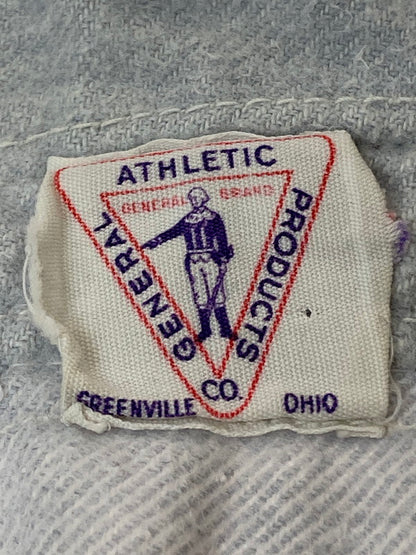 GENERAL
ATHLETIC
PRODUCTS
CO.
GENERAL BRAND
GREENVILLE OHIO